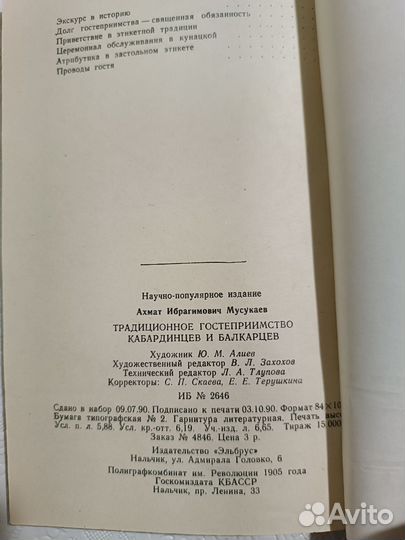 Экскурс в историю
Долг гостеприимства — священная обязанность
Приветствие в этикетной традиции
Церемониал обслуживания в кунацкой
Атрибутика в застольном этикете
Проводы гостя
Научно-популярное издание
Ахмат Ибрагимович Мусукаев
ТРАДИЦИОННОЕ ГОСТЕПРИИМСТВО
КАБАРДИНЦЕВ И БАЛКАРЦЕВ
Художник Ю. М. Алиев
Художественный редактор В. Л. Захохов
Технический редактор Л. А. Тлупова
Корректоры: С. П. Скаева, Е. Е. Терушкина
ИБ № 2646
Сдано в набор 09.07.90. Подписано к печати 03.10.90. Формат 84×10
Бумага типографская № 2. Гарнитура литературная. Печать выс
Усл. п. л. 5,88. Усл. кр.-отт. 6,19. Уч.-изд. л. 6,65. Тираж 15.000
Заказ № 4846. Цена 3 р.
Издательство «Эльбрус»
Нальчик, ул. Адмирала Головко, 6
Полиграфкомбинат им. Революции 1905 года
Госкомиздата КБАССР
Нальчик, пр. Ленина, 33
Avito